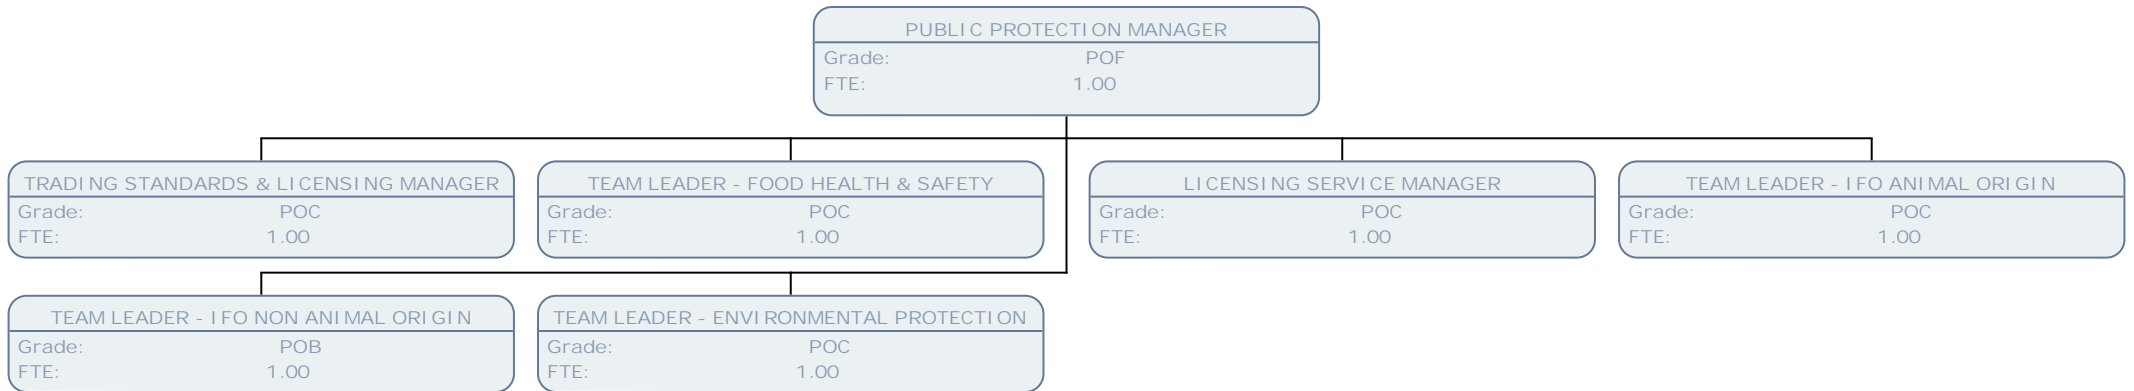 PUBLIC PROTECTION MANAGER
Grade: POF
FTE: 1.00
TRADING STANDARDS & LICENSING MANAGER
Grade: POC
FTE: 1.00
TEAM LEADER - FOOD HEALTH & SAFETY
Grade: POC
FTE: 1.00
LICENSING SERVICE MANAGER
Grade: POC
FTE: 1.00
TEAM LEADER - IFO ANIMAL ORIGIN
Grade: POC
FTE: 1.00
TEAM LEADER - IFO NON ANIMAL ORIGIN
Grade: POB
FTE: 1.00
TEAM LEADER - ENVIRONMENTAL PROTECTION
Grade: POC
FTE: 1.00